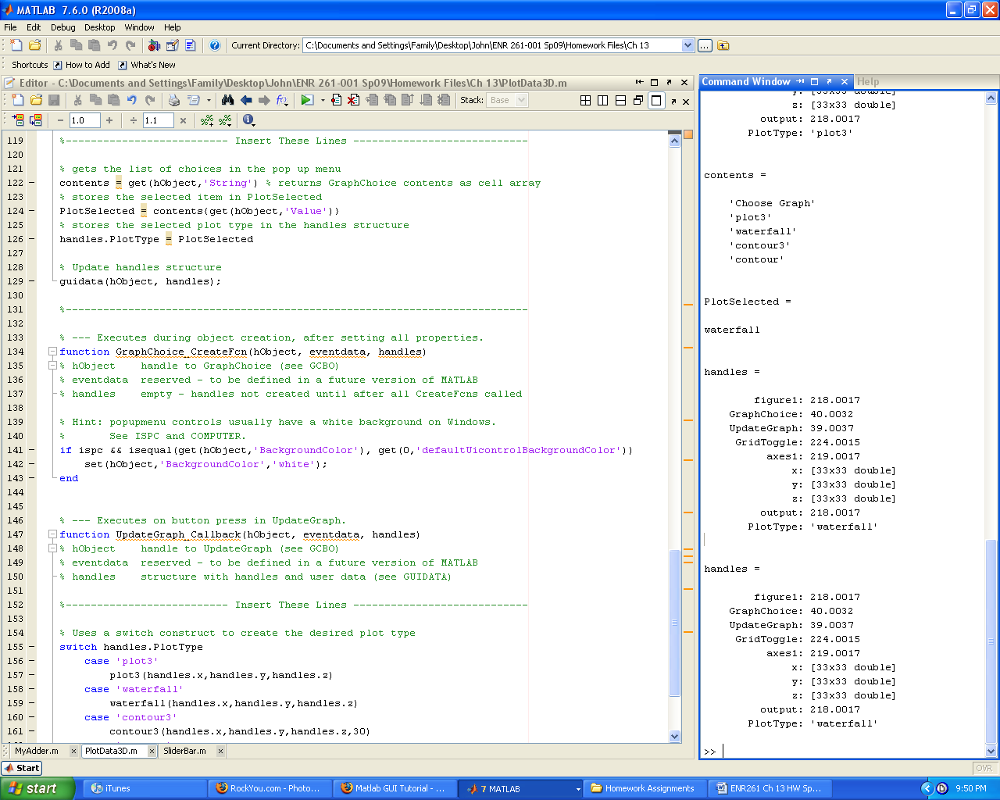 MATLAB 7.6.0 (R2008a)
File Edit Debug Desktop Window Help
Current Directory: C:\Documents and Settings\Family\Desktop\John\ENR 261-001 Sp09\Homework Files\Ch 13
Shortcuts How to Add What's New
Editor - C:\Documents and Settings\Family\Desktop\John\ENR 261-001 Sp09\Homework Files\Ch 13\PlotData3D.m
Stack: Base
1.0 1.1
119 %-------------------------- Insert These Lines ----------------------------
120
121 % gets the list of choices in the pop up menu
122 contents = get(hObject,'String') % returns GraphChoice contents as cell array
123 % stores the selected item in PlotSelected
124 PlotSelected = contents{get(hObject,'Value')}
125 % stores the selected plot type in the handles structure
126 handles.PlotType = PlotSelected
127
128 % Update handles structure
129 guidata(hObject, handles);
130
131 %--------------------------------------------------------------------------
132
133 % --- Executes during object creation, after setting all properties.
134 function GraphChoice_CreateFcn(hObject, eventdata, handles)
135 % hObject    handle to GraphChoice (see GCBO)
136 % eventdata  reserved - to be defined in a future version of MATLAB
137 % handles    empty - handles not created until after all CreateFcns called
138
139 % Hint: popupmenu controls usually have a white background on Windows.
140 %       See ISPC and COMPUTER.
141 if ispc && isequal(get(hObject,'BackgroundColor'), get(0,'defaultUicontrolBackgroundColor'))
142     set(hObject,'BackgroundColor','white');
143 end
144
145
146 % --- Executes on button press in UpdateGraph.
147 function UpdateGraph_Callback(hObject, eventdata, handles)
148 % hObject    handle to UpdateGraph (see GCBO)
149 % eventdata  reserved - to be defined in a future version of MATLAB
150 % handles    structure with handles and user data (see GUIDATA)
151
152 %-------------------------- Insert These Lines ----------------------------
153
154 % Uses a switch construct to create the desired plot type
155 switch handles.PlotType
156     case 'plot3'
157         plot3(handles.x,handles.y,handles.z)
158     case 'waterfall'
159         waterfall(handles.x,handles.y,handles.z)
160     case 'contour3'
161         contour3(handles.x,handles.y,handles.z,30)
MyAdder.m PlotData3D.m SliderBar.m
Command Window Help
y: [33x33 double]
z: [33x33 double]
output: 218.0017
PlotType: 'plot3'
contents =
'Choose Graph'
'plot3'
'waterfall'
'contour3'
'contour'
PlotSelected =
waterfall
handles =
figure1: 218.0017
GraphChoice: 40.0032
UpdateGraph: 39.0037
GridToggle: 224.0015
axes1: 219.0017
x: [33x33 double]
y: [33x33 double]
z: [33x33 double]
output: 218.0017
PlotType: 'waterfall'
handles =
figure1: 218.0017
GraphChoice: 40.0032
UpdateGraph: 39.0037
GridToggle: 224.0015
axes1: 219.0017
x: [33x33 double]
y: [33x33 double]
z: [33x33 double]
output: 218.0017
PlotType: 'waterfall'
>>
Start OVR
start iTunes RockYou.com - Photo... Matlab GUI Tutorial - ... 7 MATLAB Homework Assignments ENR261 Ch 13 HW Sp... 9:50 PM